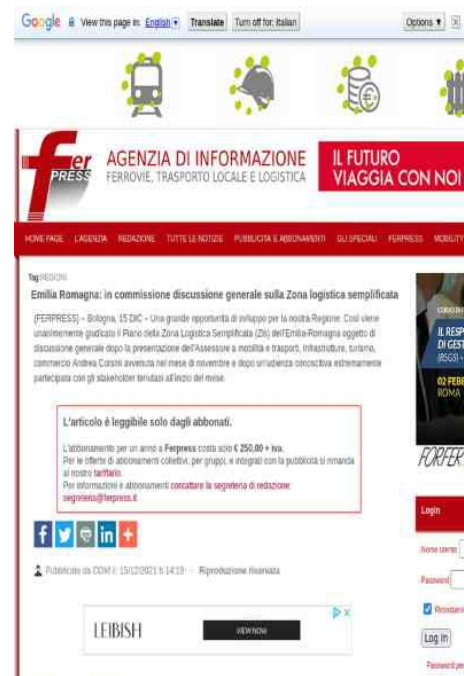 Google View this page in: English Translate Turn off for: Italian Options
Fer PRESS
AGENZIA DI INFORMAZIONE
FERROVIE, TRASPORTO LOCALE E LOGISTICA
IL FUTURO
VIAGGIA CON NOI
HOME PAGE L'AGENZIA REDAZIONE TUTTE LE NOTIZIE PUBBLICITÀ E ABBONAMENTI GLI SPECIALI FERPRESS MOBILITY
Tag: REGIONI
Emilia Romagna: in commissione discussione generale sulla Zona logistica semplificata
(FERPRESS) – Bologna, 15 DIC – Una grande opportunità di sviluppo per la nostra Regione. Così viene
unanimemente giudicato il Piano della Zona Logistica Semplificata (Zls) dell'Emilia-Romagna oggetto di
discussione generale dopo la presentazione dell'Assessore a mobilità e trasporti, infrastrutture, turismo,
commercio Andrea Corsini avvenuta nel mese di novembre e dopo un'udienza conoscitiva estremamente
partecipata con gli stakeholder tenutasi all'inizio del mese.
L'articolo è leggibile solo dagli abbonati.
L'abbonamento per un anno a Ferpress costa solo € 250,00 + iva.
Per le offerte di abbonamenti collettivi, per gruppi, e integrati con la pubblicità si rimanda
al nostro tariffario.
Per informazioni e abbonamenti contattare la segreteria di redazione:
segreteria@ferpress.it
Pubblicato da COM il: 15/12/2021 h 14:19 Riproduzione riservata
LEIBISH VIEW NOW
IL RESP
DI GEST
(RSGS) -
02 FEBB
ROMA
FORFER
Login
Nome utente
Password
Ricordami
Log in
Password per